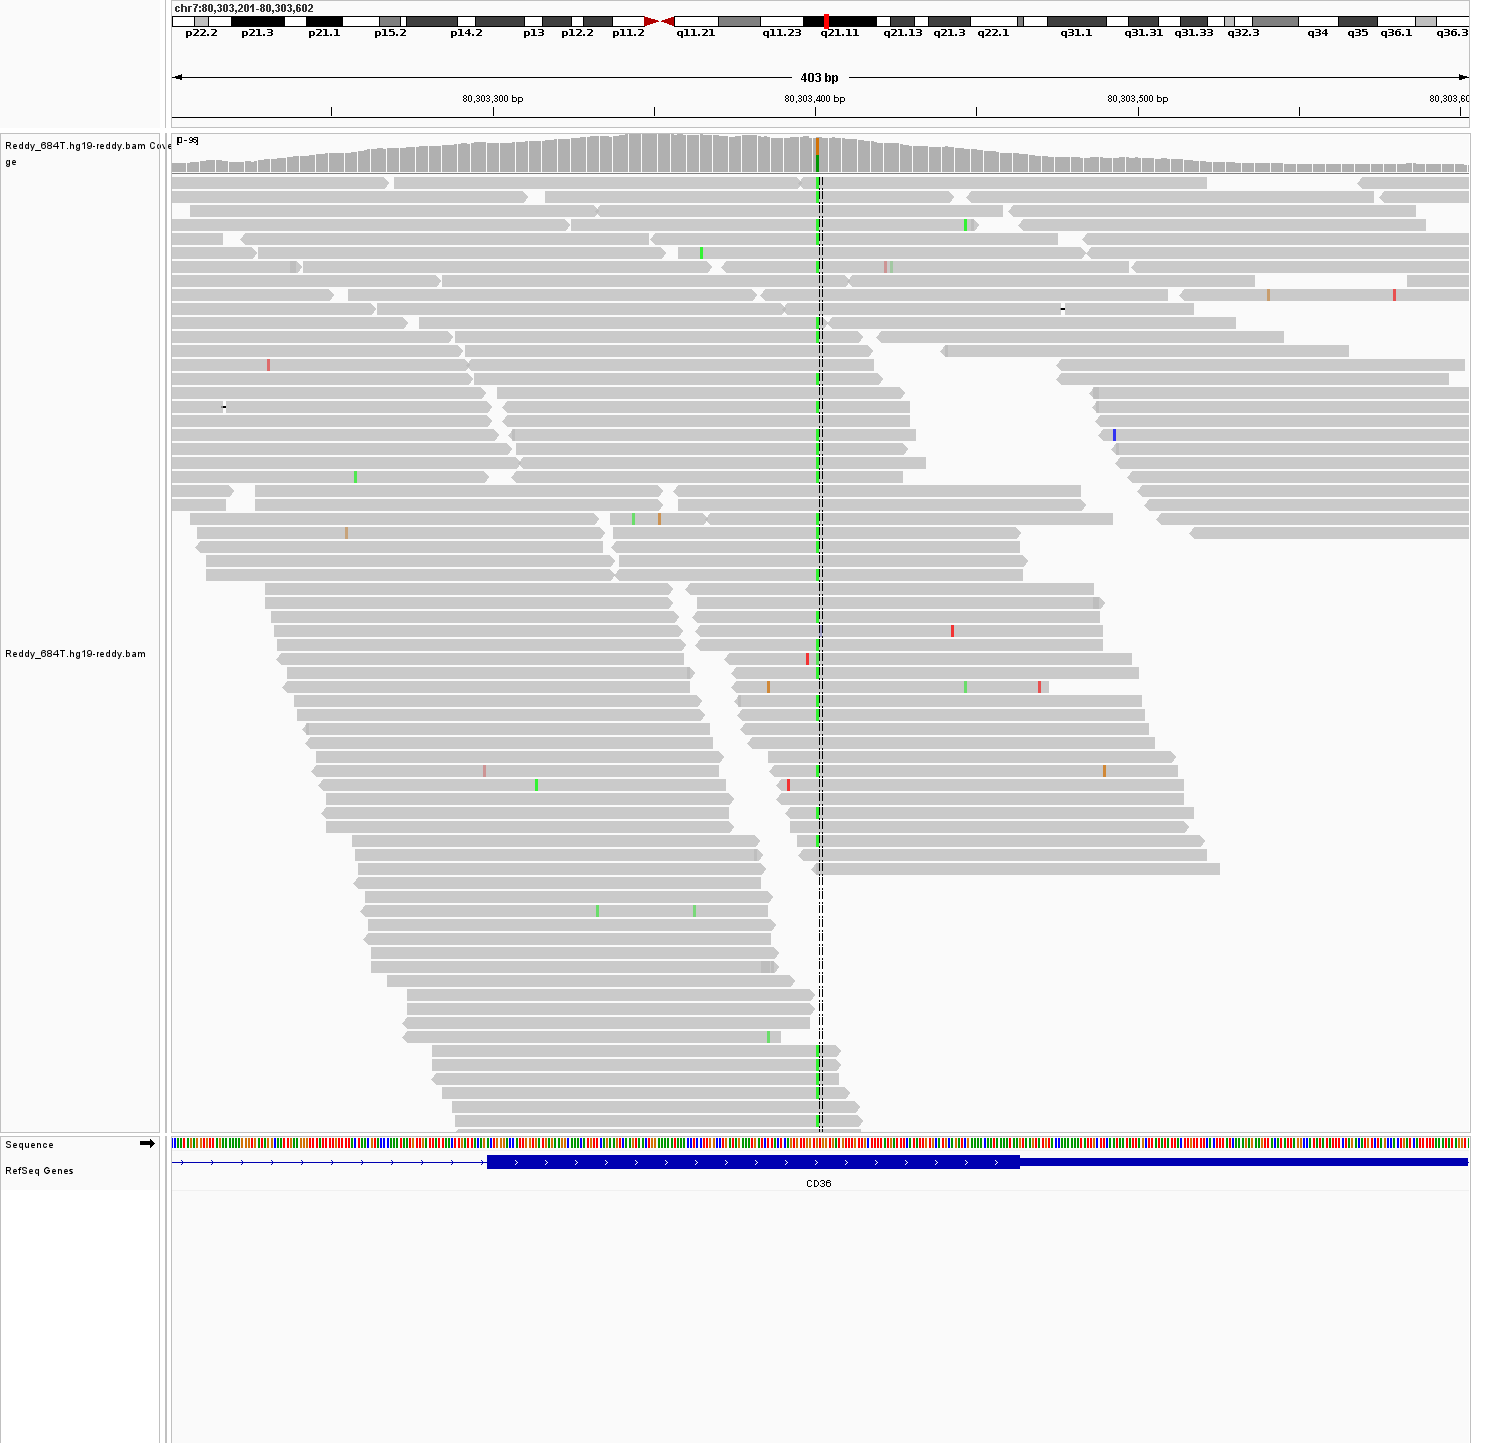 chr7:80,303,201-80,303,602
p22.2 p21.3 p21.1 p15.2 p14.2 p13 p12.2 p11.2 q11.21 q11.23 q21.11 q21.13 q21.3 q22.1 q31.1 q31.31 q31.33 q32.3 q34 q35 q36.1 q36.3
403 bp
80,303,300 bp 80,303,400 bp 80,303,500 bp 80,303,60
[0-95]
Reddy_684T.hg19-reddy.bam Cove
ge
Reddy_684T.hg19-reddy.bam
Sequence
RefSeq Genes
CD36